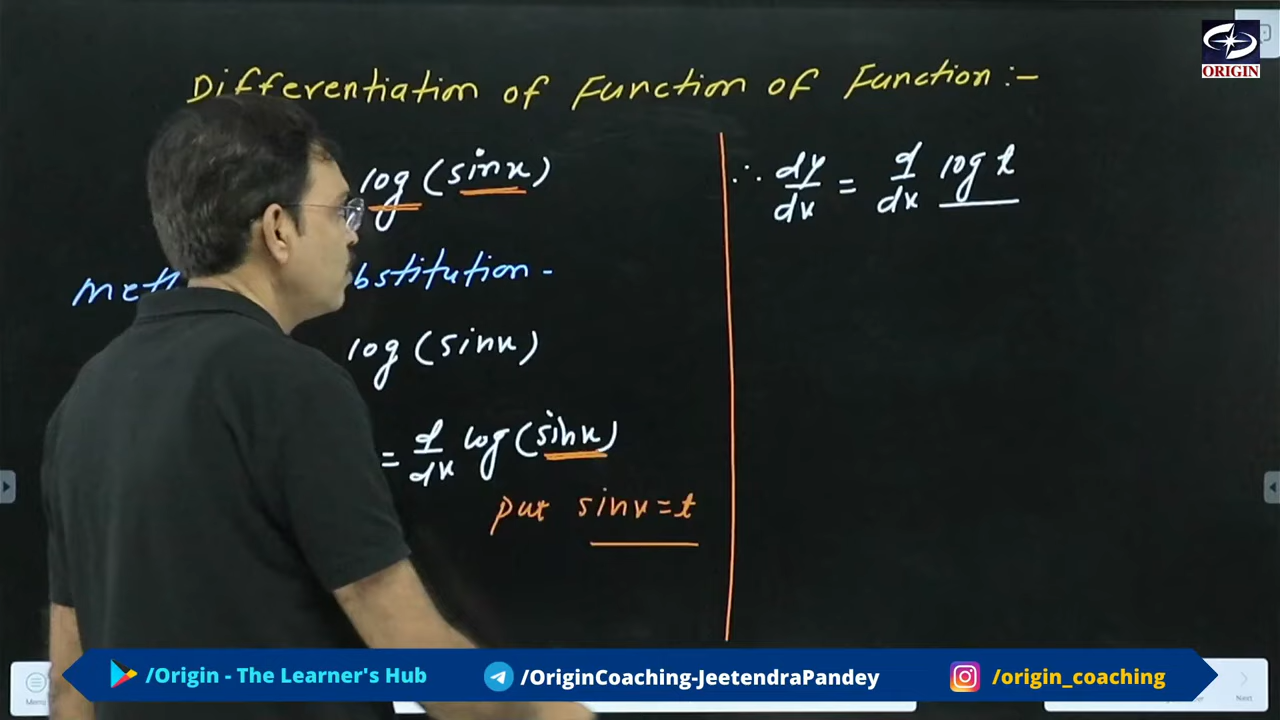 Differentiation of Function of Function :-
log (sinx)
bstitution -
log (sinx)
= d/dx log (sinx)
put sinx = t
∴ dy/dx = d/dx log t
ORIGIN
/Origin - The Learner's Hub
/OriginCoaching-JeetendraPandey
/origin_coaching
Next